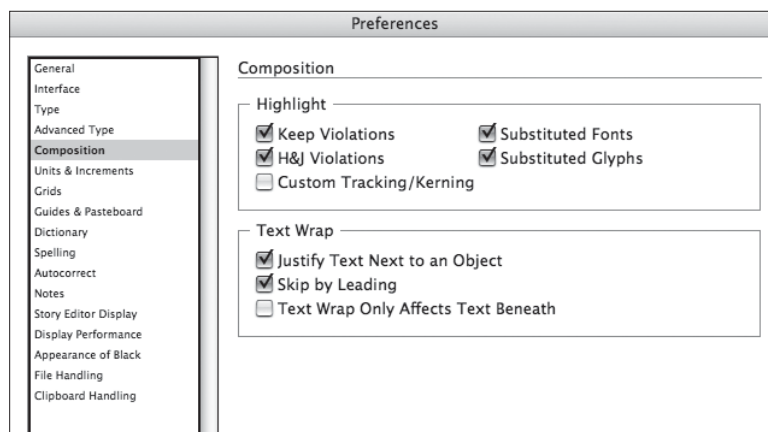 Preferences
General
Interface
Type
Advanced Type
Composition
Units & Increments
Grids
Guides & Pasteboard
Dictionary
Spelling
Autocorrect
Notes
Story Editor Display
Display Performance
Appearance of Black
File Handling
Clipboard Handling
Composition
Highlight
Keep Violations
Substituted Fonts
H&J Violations
Substituted Glyphs
Custom Tracking/Kerning
Text Wrap
Justify Text Next to an Object
Skip by Leading
Text Wrap Only Affects Text Beneath